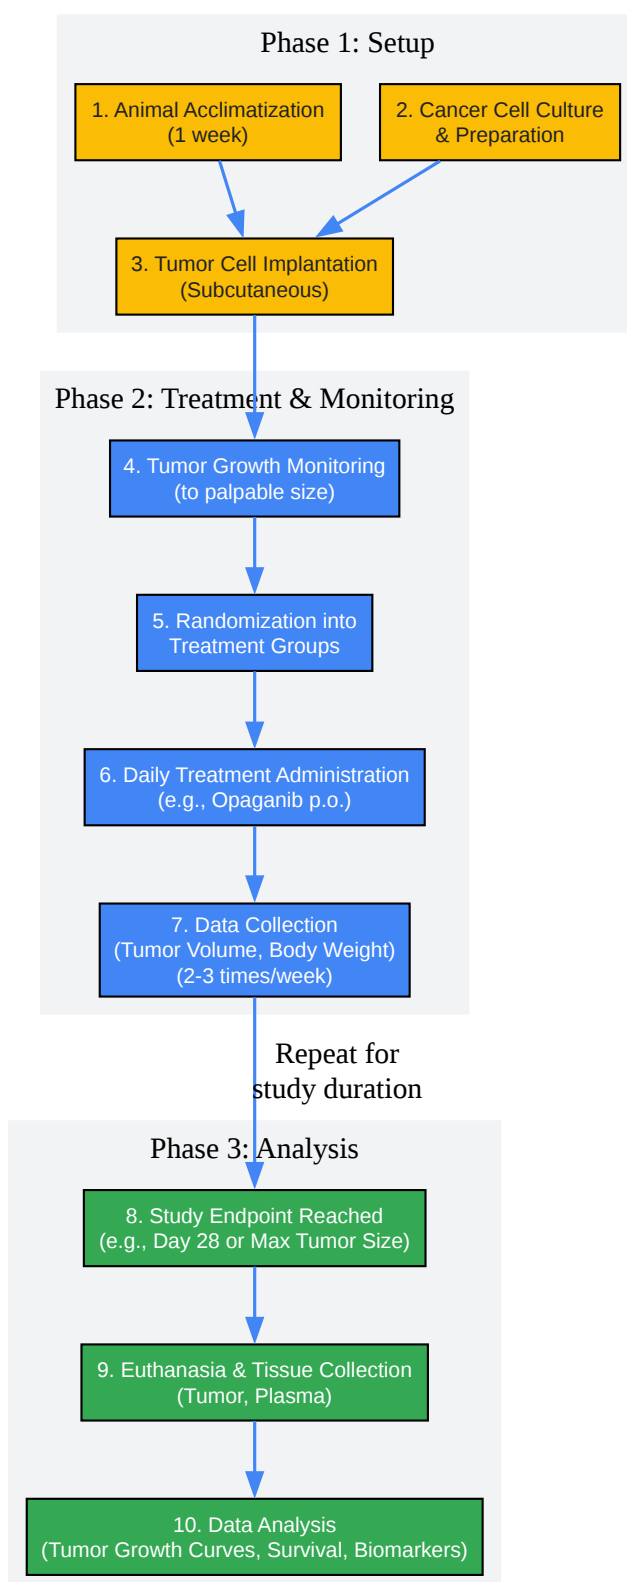 Phase 1: Setup
1. Animal Acclimatization
(1 week)
2. Cancer Cell Culture
& Preparation
3. Tumor Cell Implantation
(Subcutaneous)
Phase 2: Treatment & Monitoring
4. Tumor Growth Monitoring
(to palpable size)
5. Randomization into
Treatment Groups
6. Daily Treatment Administration
(e.g., Opaganib p.o.)
7. Data Collection
(Tumor Volume, Body Weight)
(2-3 times/week)
Repeat for
study duration
Phase 3: Analysis
8. Study Endpoint Reached
(e.g., Day 28 or Max Tumor Size)
9. Euthanasia & Tissue Collection
(Tumor, Plasma)
10. Data Analysis
(Tumor Growth Curves, Survival, Biomarkers)